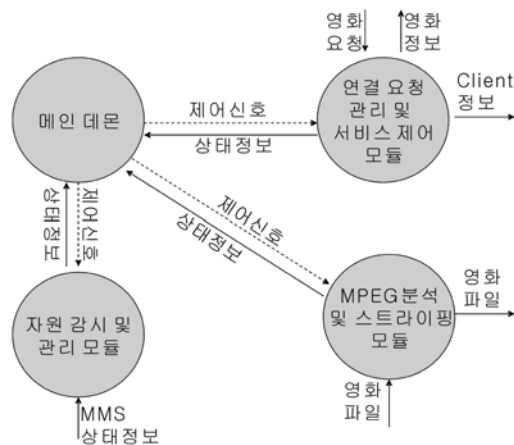 영화
요청
영화
정보
메인 데몬
제어신호
상태정보
연결 요청
관리 및
서비스 제어
모듈
Client
정보
상태정보
제어신호
제어신호
상태정보
자원 감시 및
관리 모듈
MPEG분석
및 스트라이핑
모듈
영화
파일
MMS
상태정보
영화
파일